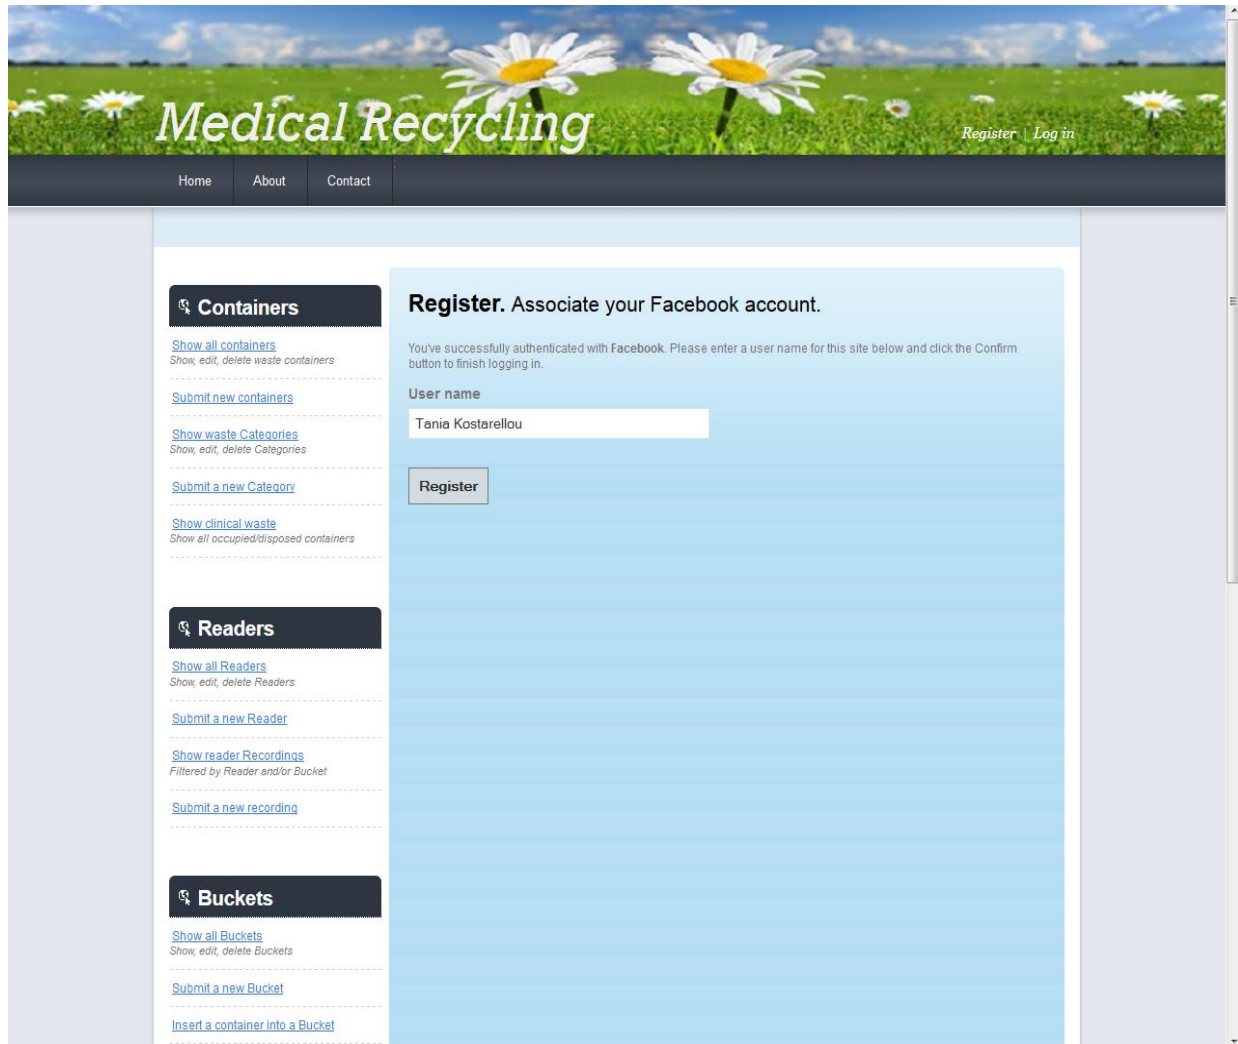 Medical Recycling
Register | Log in
Home About Contact
Containers
Show all containers
Show, edit, delete waste containers
Submit new containers
Show waste Categories
Show, edit, delete Categories
Submit a new Category
Show clinical waste
Show all occupied/disposed containers
Readers
Show all Readers
Show, edit, delete Readers
Submit a new Reader
Show reader Recordings
Filtered by Reader and/or Bucket
Submit a new recording
Buckets
Show all Buckets
Show, edit, delete Buckets
Submit a new Bucket
Insert a container into a Bucket
Register. Associate your Facebook account.
You've successfully authenticated with Facebook. Please enter a user name for this site below and click the Confirm
button to finish logging in.
User name
Tania Kostarellou
Register